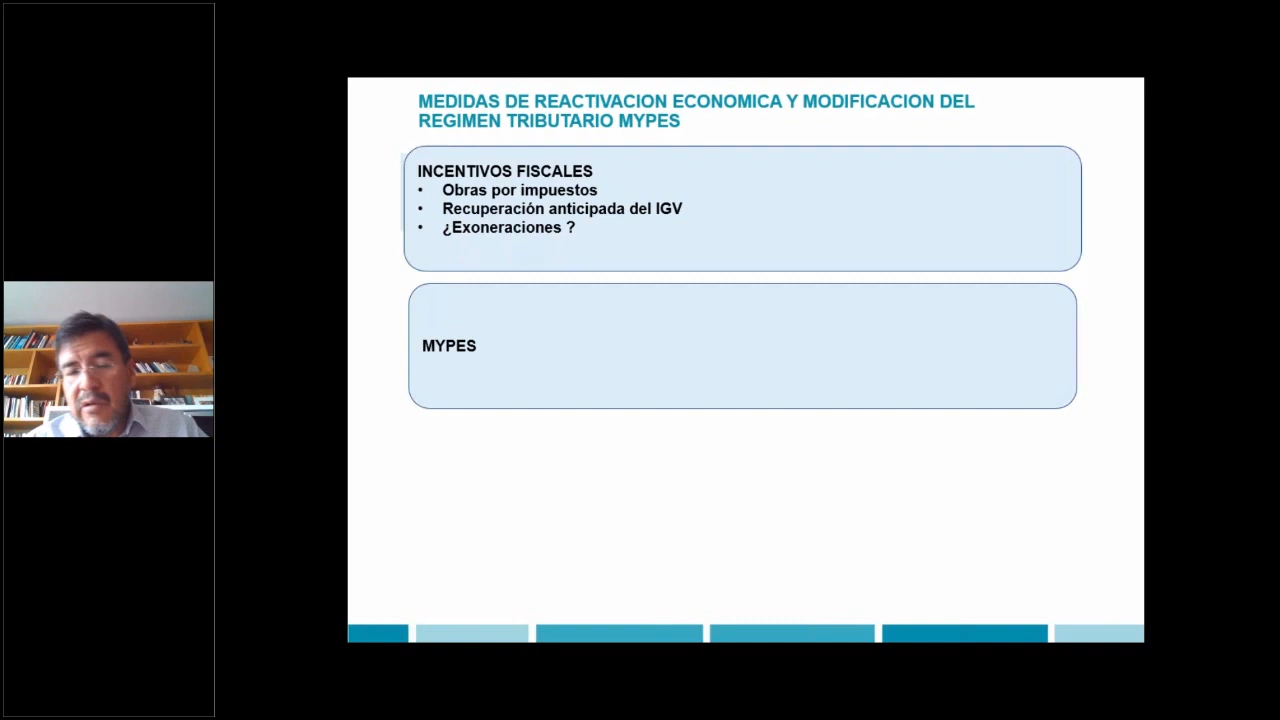 MEDIDAS DE REACTIVACION ECONOMICA Y MODIFICACION DEL
REGIMEN TRIBUTARIO MYPES
INCENTIVOS FISCALES
• Obras por impuestos
• Recuperación anticipada del IGV
• ¿Exoneraciones ?
MYPES